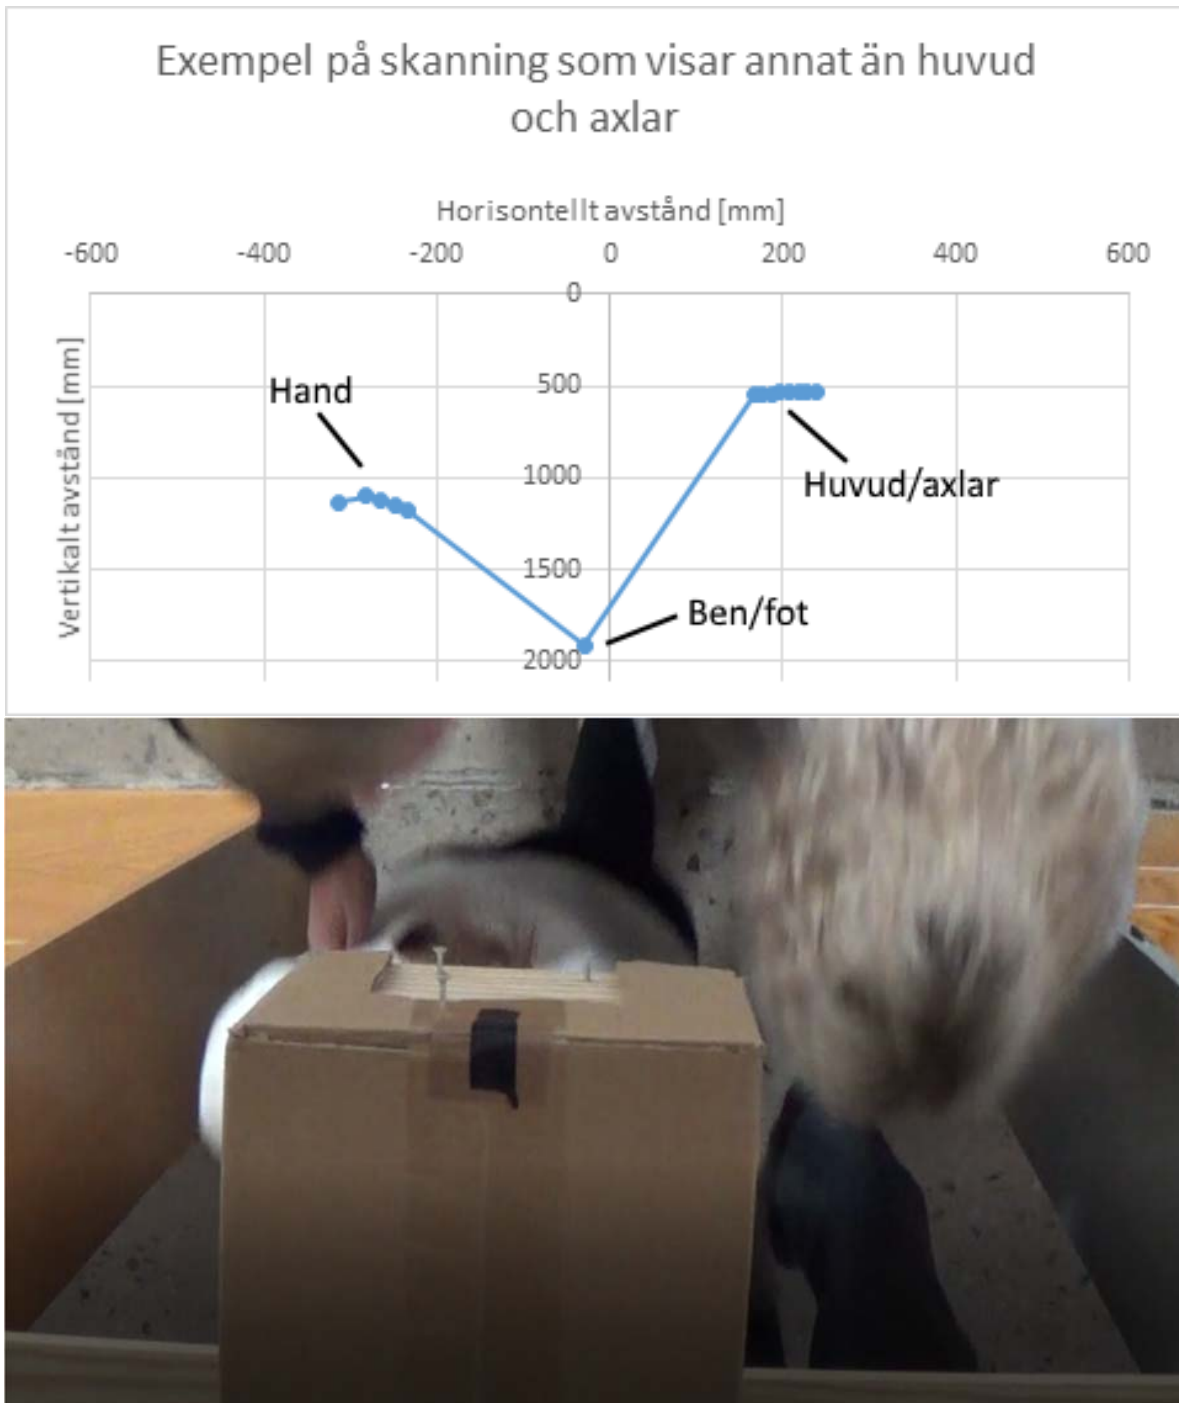 Exempel på skanning som visar annat än huvud
och axlar
Horisontellt avstånd [mm]
-600 -400 -200 0 200 400 600
Vertikalt avstånd [mm]
0
500
1000
1500
2000
Hand
Huvud/axlar
Ben/fot